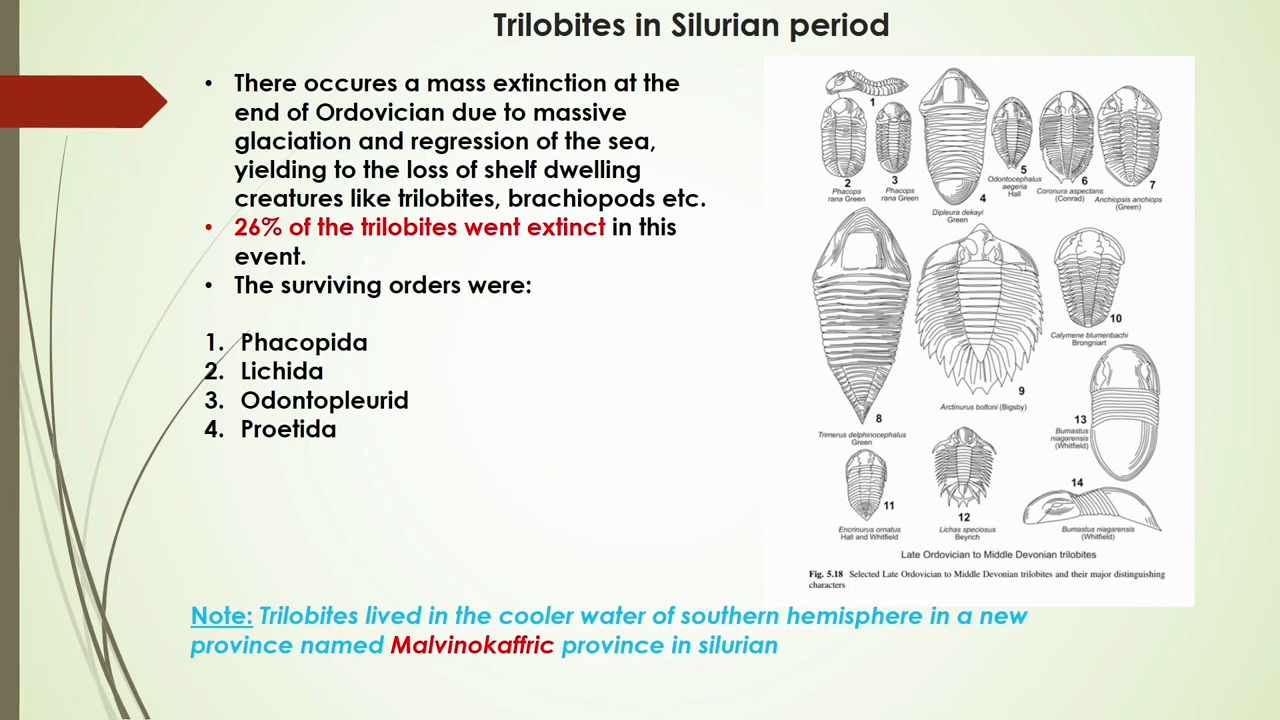 Trilobites in Silurian period
• There occures a mass extinction at the
end of Ordovician due to massive
glaciation and regression of the sea,
yielding to the loss of shelf dwelling
creatures like trilobites, brachiopods etc.
• 26% of the trilobites went extinct in this
event.
• The surviving orders were:
1. Phacopida
2. Lichida
3. Odontopleurid
4. Proetida
1
2
Phacops
rana Green
3
Phacops
rana Green
4
Dipleura dekayi
Green
5
Odontocephalus
aegeria
Hall
6
Coronura aspectans
(Conrad)
7
Anchiopsis anchiops
(Green)
8
Trimerus delphinocephalus
Green
9
Arctinurus boltoni (Bigsby)
10
Calymene blumenbachi
Brongniart
11
Encrinurus ornatus
Hall and Whitfield
12
Lichas speciosus
Beyrich
13
Bumastus
niagarensis
(Whitfield)
14
Bumastus niagarensis
(Whitfield)
Late Ordovician to Middle Devonian trilobites
Fig. 5.18 Selected Late Ordovician to Middle Devonian trilobites and their major distinguishing
characters
Note: Trilobites lived in the cooler water of southern hemisphere in a new
province named Malvinokaffric province in silurian